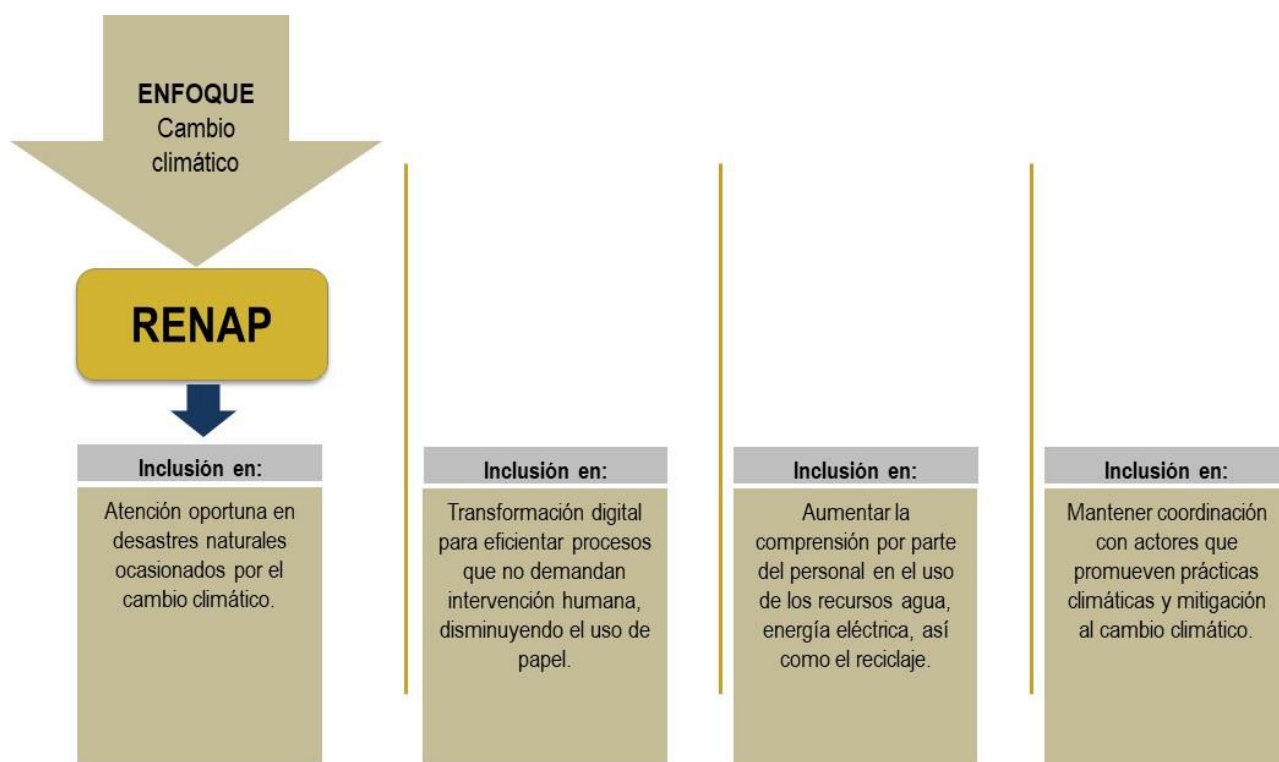 ENFOQUE
Cambio
climático
RENAP
Inclusión en:
Atención oportuna en
desastres naturales
ocasionados por el
cambio climático.
Inclusión en:
Transformación digital
para eficientar procesos
que no demandan
intervención humana,
disminuyendo el uso de
papel.
Inclusión en:
Aumentar la
comprensión por parte
del personal en el uso
de los recursos agua,
energía eléctrica, así
como el reciclaje.
Inclusión en:
Mantener coordinación
con actores que
promueven prácticas
climáticas y mitigación
al cambio climático.